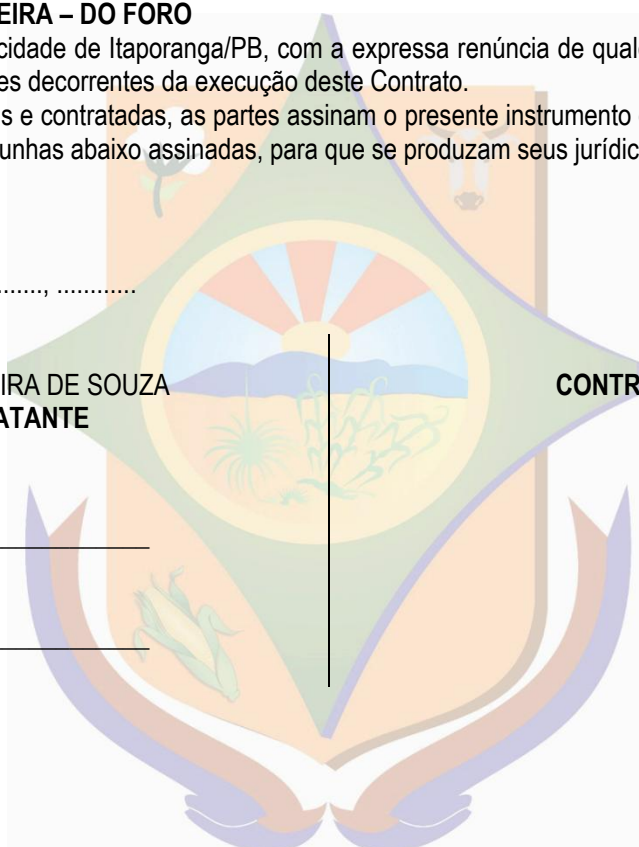 EIRA – DO FORO
cidade de Itaporanga/PB, com a expressa renúncia de qual
es decorrentes da execução deste Contrato.
s e contratadas, as partes assinam o presente instrumento
unhas abaixo assinadas, para que se produzam seus jurídic
......., ............
IRA DE SOUZA
ATANTE
CONTR